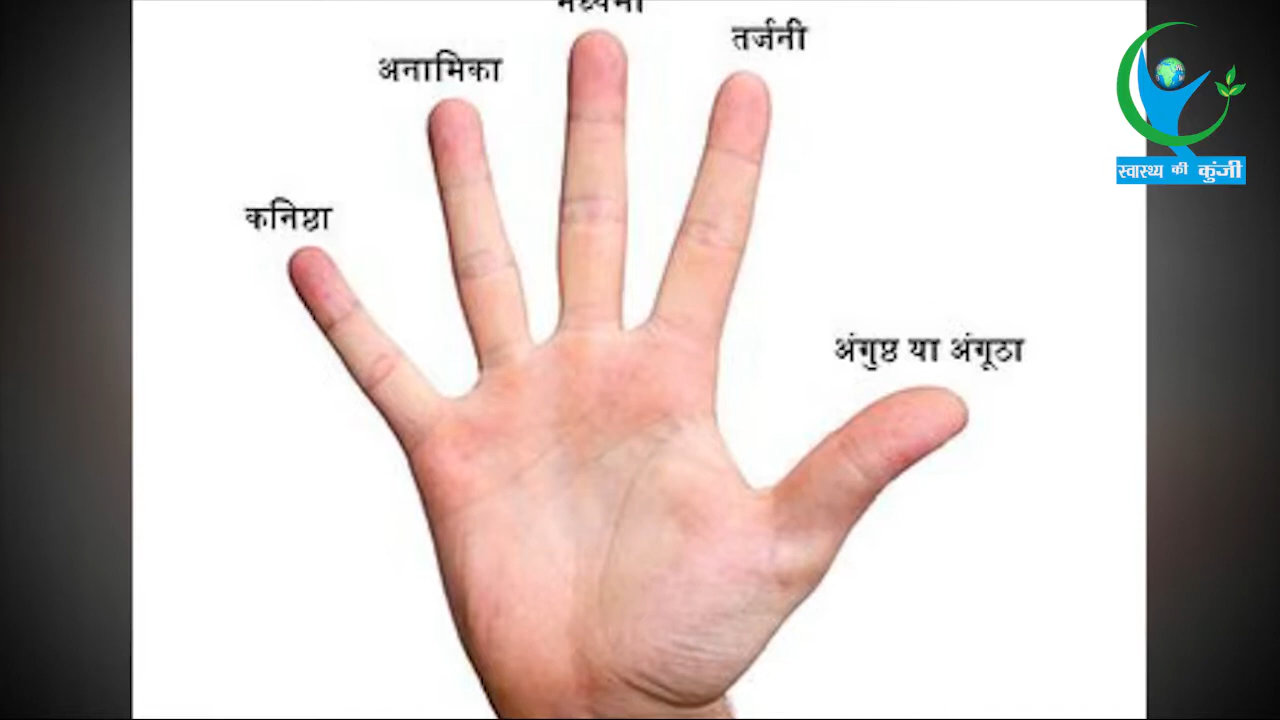 तर्जनी
अनामिका
कनिष्ठा
अंगुष्ठ या अंगूठा
स्वास्थ्य की कुंजी